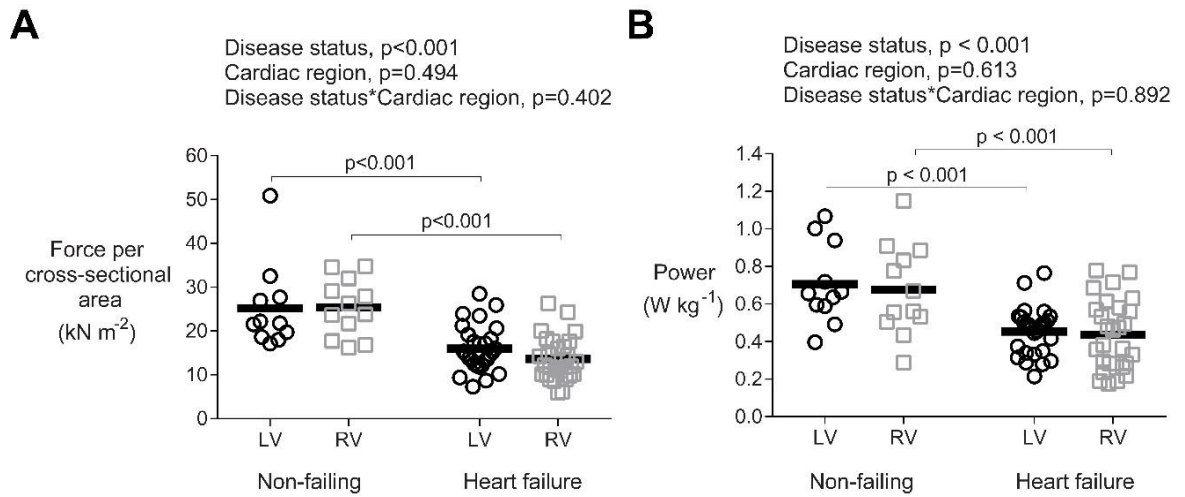 A
Disease status, p<0.001
Cardiac region, p=0.494
Disease status*Cardiac region, p=0.402
p<0.001
p<0.001
Force per
cross-sectional
area
(kN m⁻²)
60
50
40
30
20
10
0
LV
RV
LV
RV
Non-failing
Heart failure
B
Disease status, p < 0.001
Cardiac region, p=0.613
Disease status*Cardiac region, p=0.892
p < 0.001
p < 0.001
Power
(W kg⁻¹)
1.4
1.2
1.0
0.8
0.6
0.4
0.2
0.0
LV
RV
LV
RV
Non-failing
Heart failure